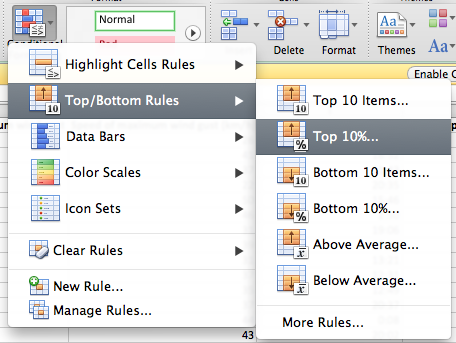 Normal
Conditional
Delete
Format
Themes
Aa
Highlight Cells Rules
Top/Bottom Rules
Data Bars
Color Scales
Icon Sets
Clear Rules
New Rule...
Manage Rules...
Top 10 Items...
Top 10%...
Bottom 10 Items...
Bottom 10%...
Above Average...
Below Average...
More Rules...
Enable
43